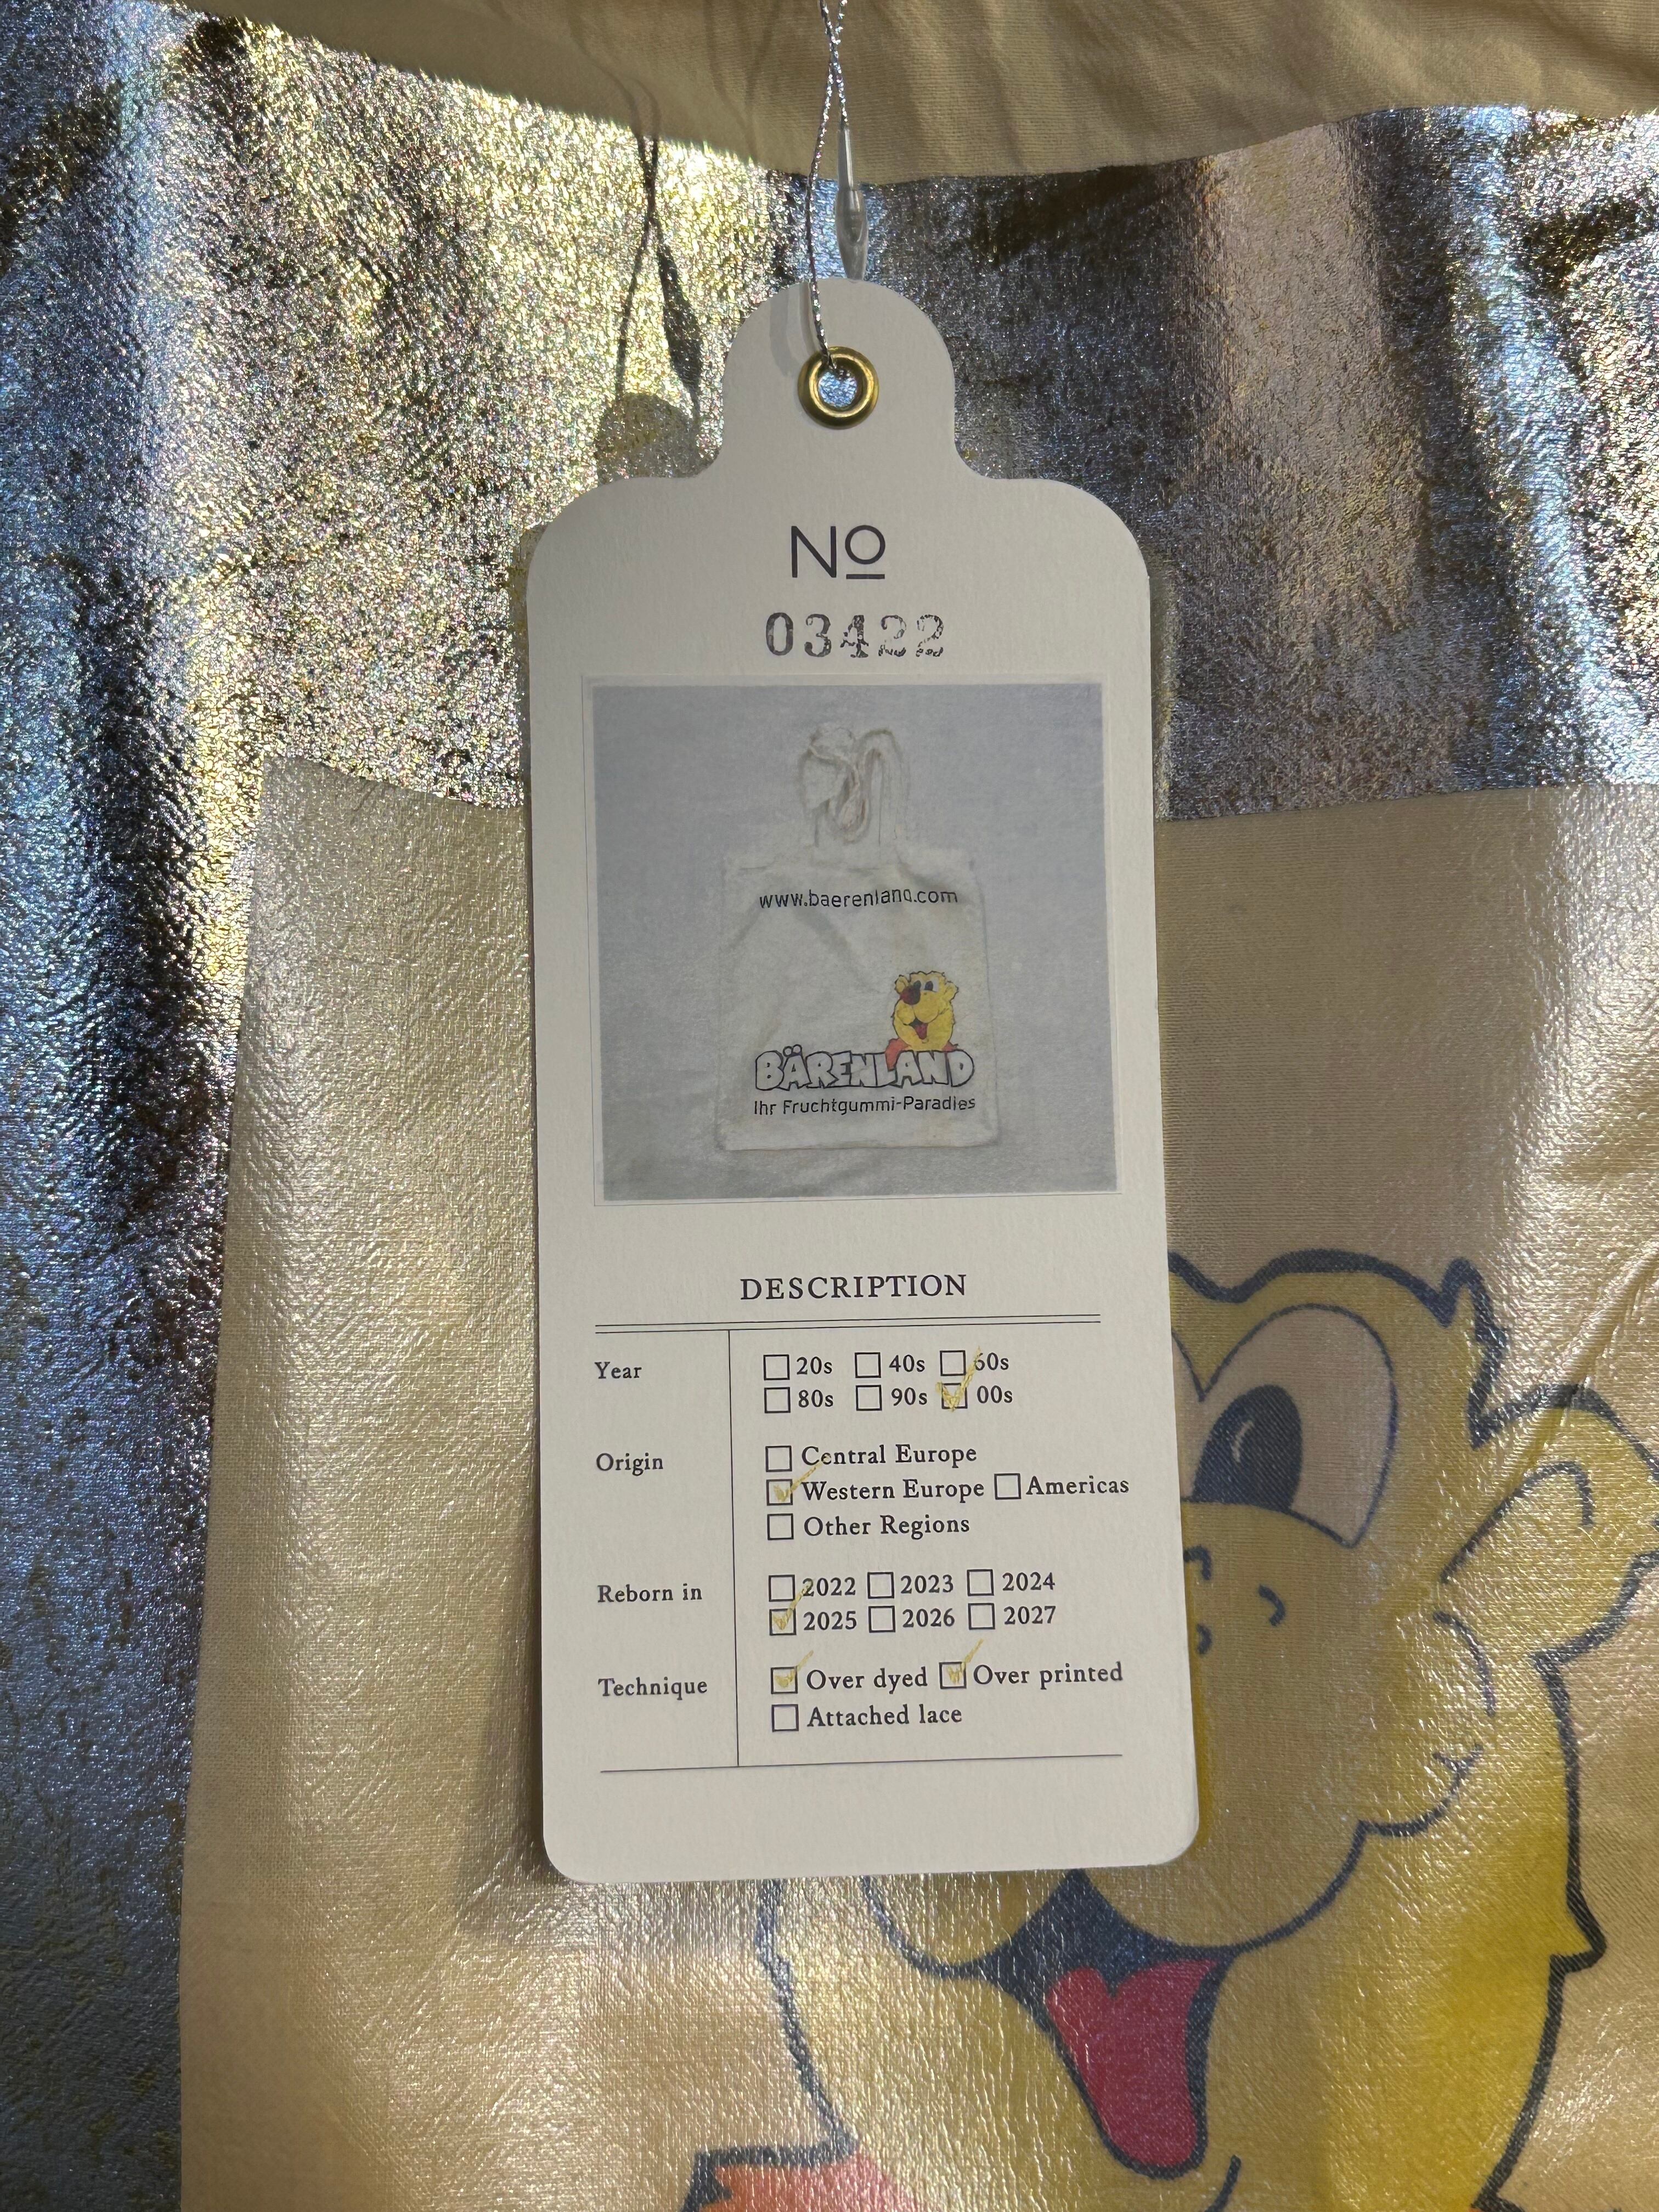 Nº
03422
www.baerenland.com
BÄRENLAND
Ihr Fruchtgummi-Paradies
DESCRIPTION
Year
20s 40s 60s
80s 90s 00s
Origin
Central Europe
Western Europe Americas
Other Regions
Reborn in
2022 2023 2024
2025 2026 2027
Technique
Over dyed Over printed
Attached lace